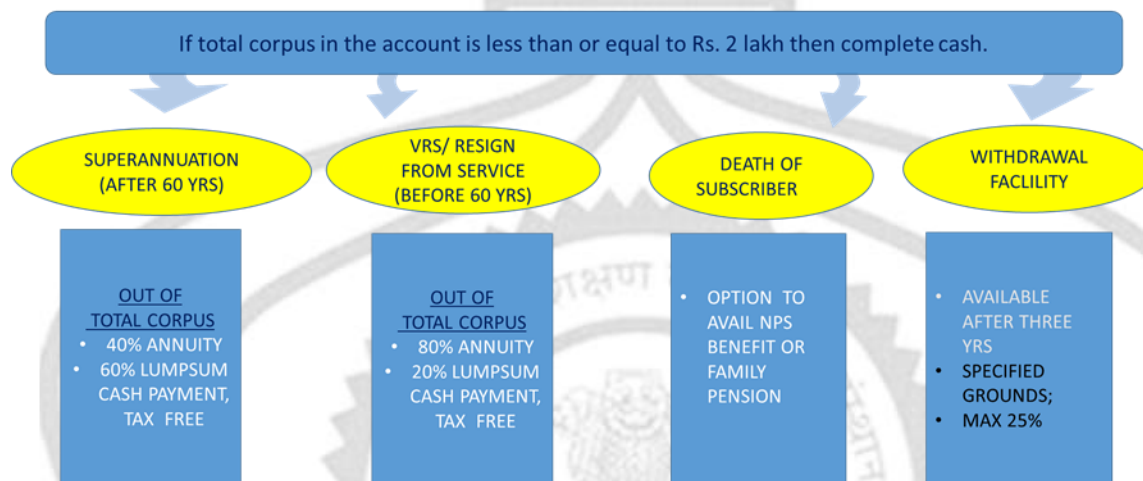 If total corpus in the account is less than or equal to Rs. 2 lakh then complete cash.
SUPERANNUATION
(AFTER 60 YRS)
VRS/ RESIGN
FROM SERVICE
(BEFORE 60 YRS)
DEATH OF
SUBSCRIBER
WITHDRAWAL
FACLILITY
OUT OF
TOTAL CORPUS
• 40% ANNUITY
• 60% LUMPSUM
CASH PAYMENT,
TAX FREE
OUT OF
TOTAL CORPUS
• 80% ANNUITY
• 20% LUMPSUM
CASH PAYMENT,
TAX FREE
• OPTION TO
AVAIL NPS
BENEFIT OR
FAMILY
PENSION
• AVAILABLE
AFTER THREE
YRS
• SPECIFIED
GROUNDS;
• MAX 25%